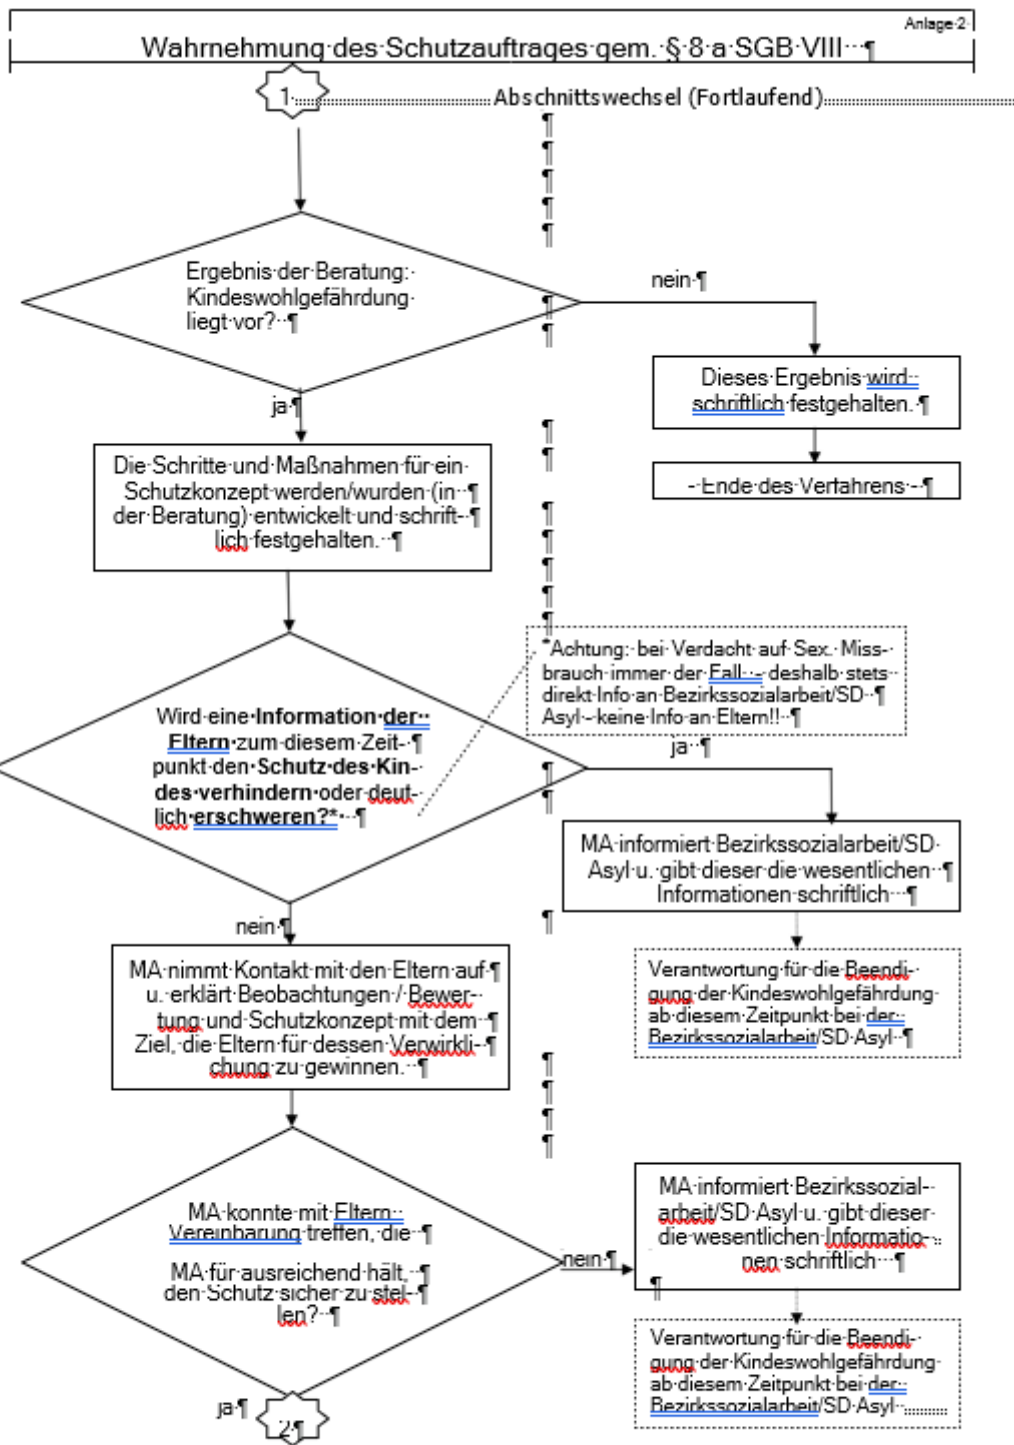 Anlage 2
Wahrnehmung des Schutzauftrages gem. § 8 a SGB VIII ¶
1
Abschnittswechsel (Fortlaufend)
Ergebnis der Beratung:
Kindeswohlgefährdung
liegt vor? ¶
nein ¶
Dieses Ergebnis wird
schriftlich festgehalten. ¶
- Ende des Verfahrens - ¶
ja ¶
Die Schritte und Maßnahmen für ein
Schutzkonzept werden/wurden (in ¶
der Beratung) entwickelt und schrift- ¶
lich festgehalten. ¶
*Achtung: bei Verdacht auf Sex. Miss-
brauch immer der Fall - deshalb stets
direkt Info an Bezirkssozialarbeit/SD ¶
Asyl - keine Info an Eltern!! ¶
Wird eine Information der
Eltern zum diesem Zeit- ¶
punkt den Schutz des Kin-
des verhindern oder deut-
lich erschweren?* ¶
ja ¶
MA informiert Bezirkssozialarbeit/SD
Asyl u. gibt dieser die wesentlichen ¶
Informationen schriftlich ¶
Verantwortung für die Beendi-
gung der Kindeswohlgefährdung
ab diesem Zeitpunkt bei der
Bezirkssozialarbeit/SD Asyl ¶
nein ¶
MA nimmt Kontakt mit den Eltern auf ¶
u. erklärt Beobachtungen / Bewer-
tung und Schutzkonzept mit dem ¶
Ziel, die Eltern für dessen Verwirkli- ¶
chung zu gewinnen. ¶
MA konnte mit Eltern
Vereinbarung treffen, die ¶
MA für ausreichend hält, ¶
den Schutz sicher zu stel- ¶
len? ¶
nein ¶
MA informiert Bezirkssozial-
arbeit/SD Asyl u. gibt dieser
die wesentlichen Informatio-
nen schriftlich ¶
¶
Verantwortung für die Beendi-
gung der Kindeswohlgefährdung
ab diesem Zeitpunkt bei der
Bezirkssozialarbeit/SD Asyl
ja ¶
2 ¶